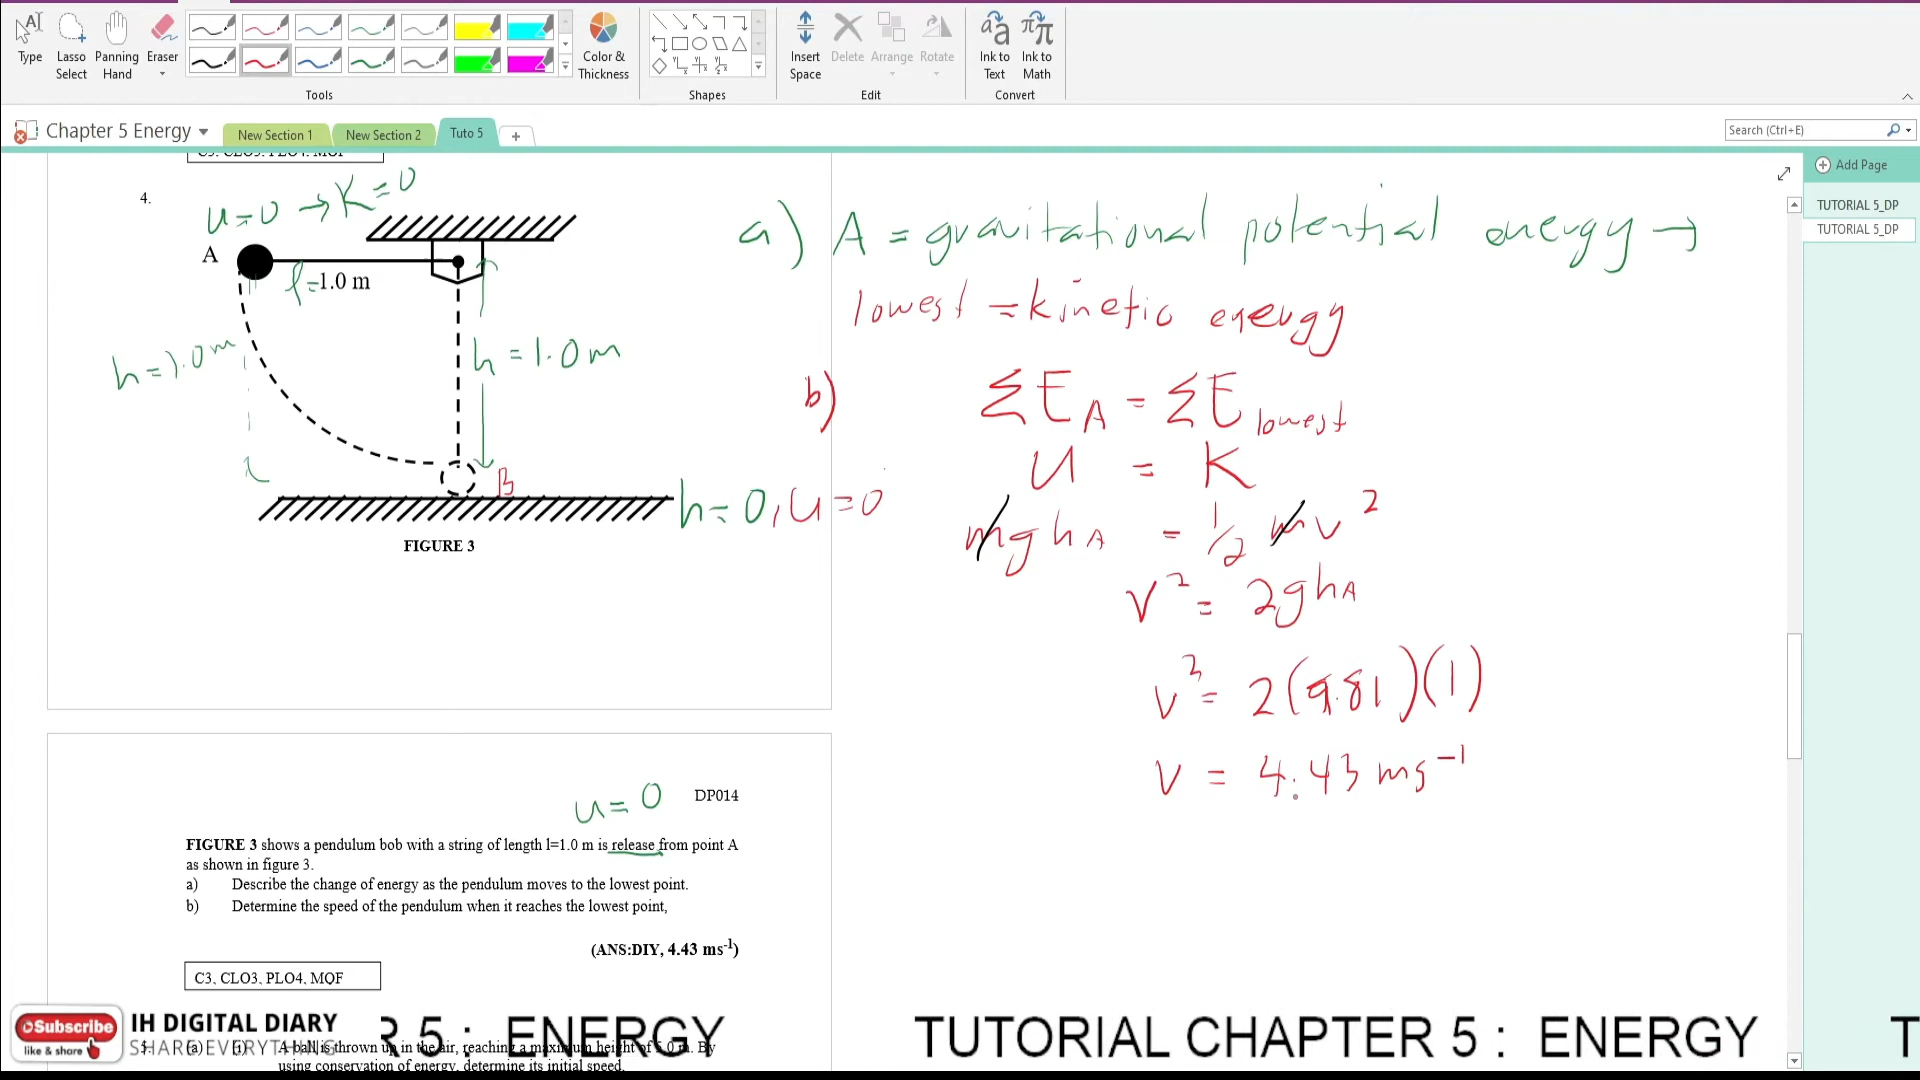 Type
Lasso Select
Panning Hand
Eraser
Color & Thickness
Insert Space
Delete
Arrange
Rotate
Ink to Text
Ink to Math
Tools
Shapes
Edit
Convert
Chapter 5 Energy
New Section 1
New Section 2
Tuto 5
Search (Ctrl+E)
Add Page
TUTORIAL 5_DP
TUTORIAL 5_DP
4.
u=0 → K=0
A
l=1.0 m
h=1.0m
h=1.0m
B
h=0, U=0
FIGURE 3
a) A = gravitational potential energy →
lowest = kinetic energy
b) ΣE_A = ΣE_lowest
U = K
mgh_A = 1/2 mv²
v² = 2gh_A
v² = 2(9.81)(1)
v = 4.43 ms⁻¹
u=0
DP014
FIGURE 3 shows a pendulum bob with a string of length l=1.0 m is release from point A
as shown in figure 3.
a) Describe the change of energy as the pendulum moves to the lowest point.
b) Determine the speed of the pendulum when it reaches the lowest point,
(ANS:DIY, 4.43 ms⁻¹)
C3, CLO3, PLO4, MQF
Subscribe
like & share
IH DIGITAL DIARY
SHARE EVERYTHING
R 5 : ENERGY
TUTORIAL CHAPTER 5 : ENERGY
T
5. (a) (i) A ball is thrown up in the air, reaching a maximum height of 5.0 m. By
using conservation of energy, determine its initial speed.